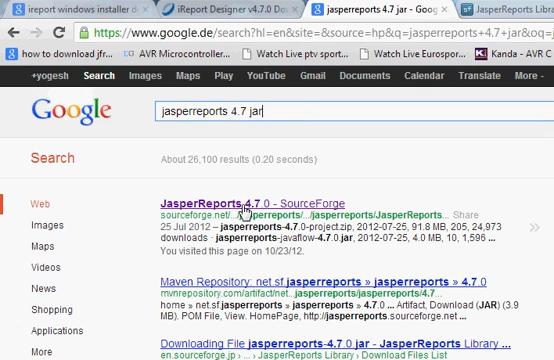 ireport windows installer d
iReport Designer v4.7.0 Do
jasperreports 4.7 jar - Goo
JasperReports Library
https://www.google.de/search?hl=en&site=&source=hp&q=jasperreports+4.7+jar&oq=j
how to download jfr...
AVR Microcontroller...
Watch Live ptv sport...
Watch Live Eurospor...
Kanda - AVR C
+yogesh Search Images Maps Play YouTube Gmail Documents Calendar Translate More
Google
jasperreports 4.7 jar
Search
About 26,100 results (0.20 seconds)
Web
Images
Maps
Videos
News
Shopping
Applications
More
JasperReports 4.7.0 - SourceForge
sourceforge.net/.../jasperreports/.../jasperreports/JasperReports... Share
25 Jul 2012 – jasperreports-4.7.0-project.zip, 2012-07-25, 91.8 MB, 205, 24,973
downloads · jasperreports-javaflow-4.7.0.jar, 2012-07-25, 4.0 MB, 10, 1,596 ...
You visited this page on 10/23/12.
Maven Repository: net.sf.jasperreports » jasperreports » 4.7.0
mvnrepository.com/artifact/net...jasperreports/jasperreports/4.7...
home » net.sf.jasperreports » jasperreports » 4.7.0 ... Artifact, Download (JAR) (3.9
MB). POM File, View. HomePage, http://jasperreports.sourceforge.net ...
Downloading File jasperreports-4.7.0.jar - JasperReports Library ...
en.sourceforge.jp › ... › JasperReports Library › Download Files List